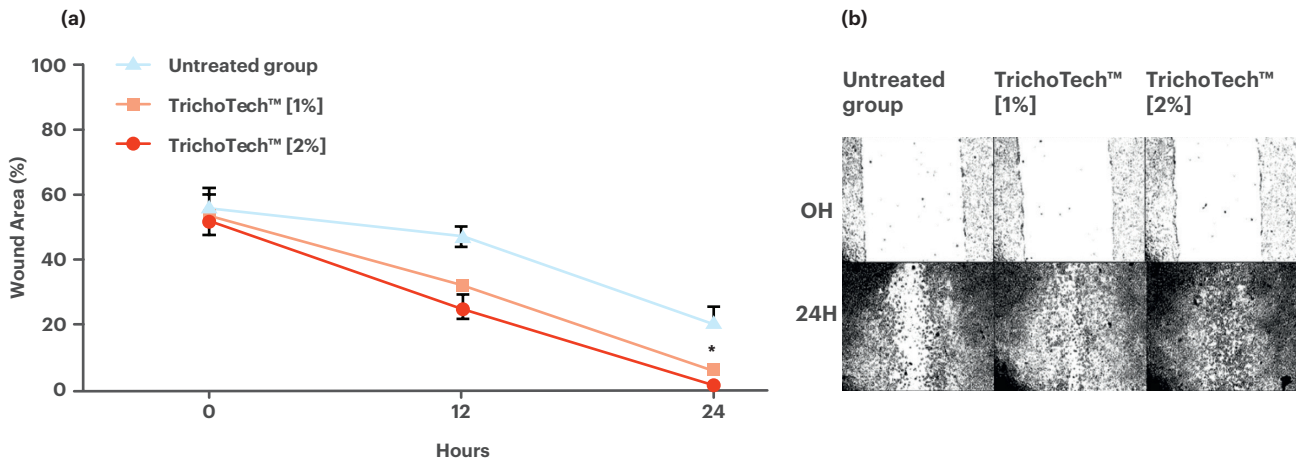 (a)
100
80
60
40
20
0
Wound Area (%)
Untreated group
TrichoTech™ [1%]
TrichoTech™ [2%]
*
0
12
24
Hours
(b)
Untreated
group
TrichoTech™
[1%]
TrichoTech™
[2%]
OH
24H